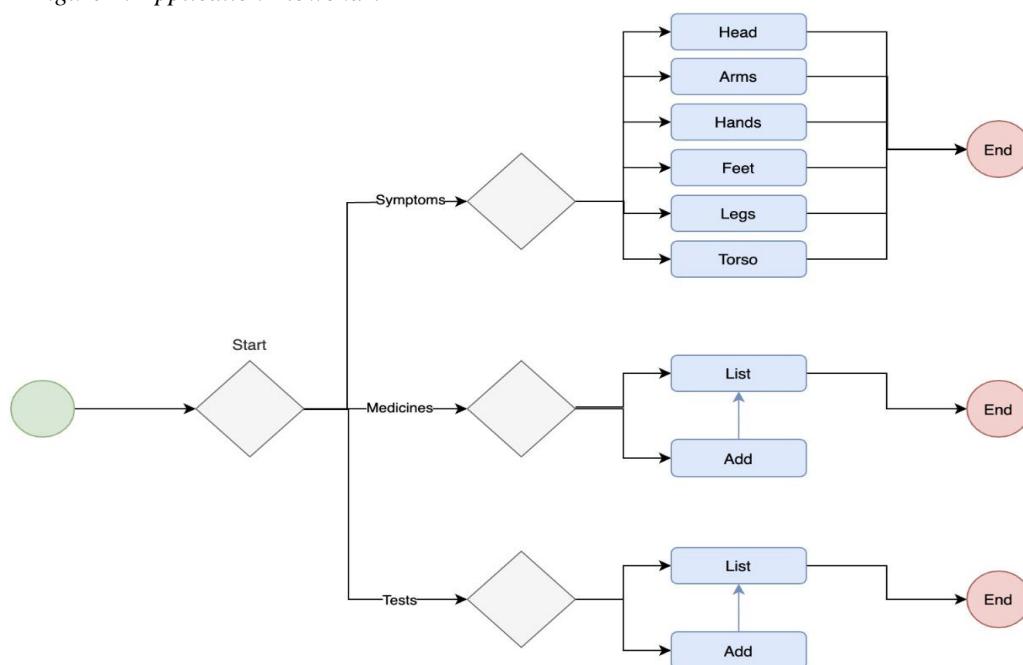 Head
Arms
Hands
End
Feet
Symptoms
Legs
Torso
Start
List
Medicines
End
Add
List
Tests
End
Add